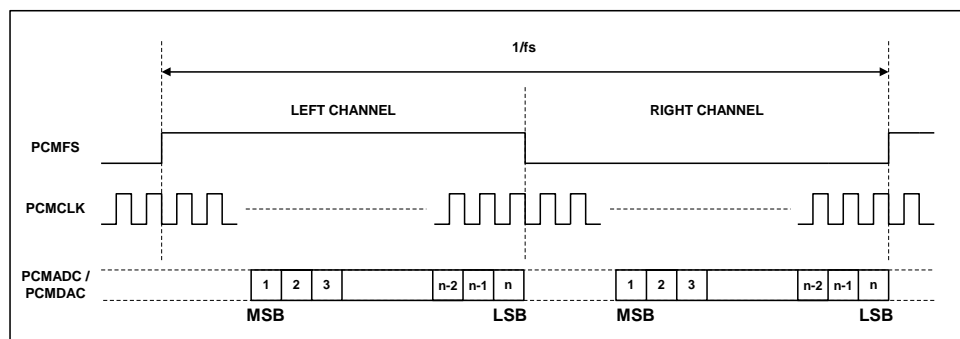 1/fs
LEFT CHANNEL RIGHT CHANNEL
PCMFS
PCMCLK
PCMADC /
PCMDAC
1 2 3 n-2 n-1 n 1 2 3 n-2 n-1 n
MSB LSB MSB LSB